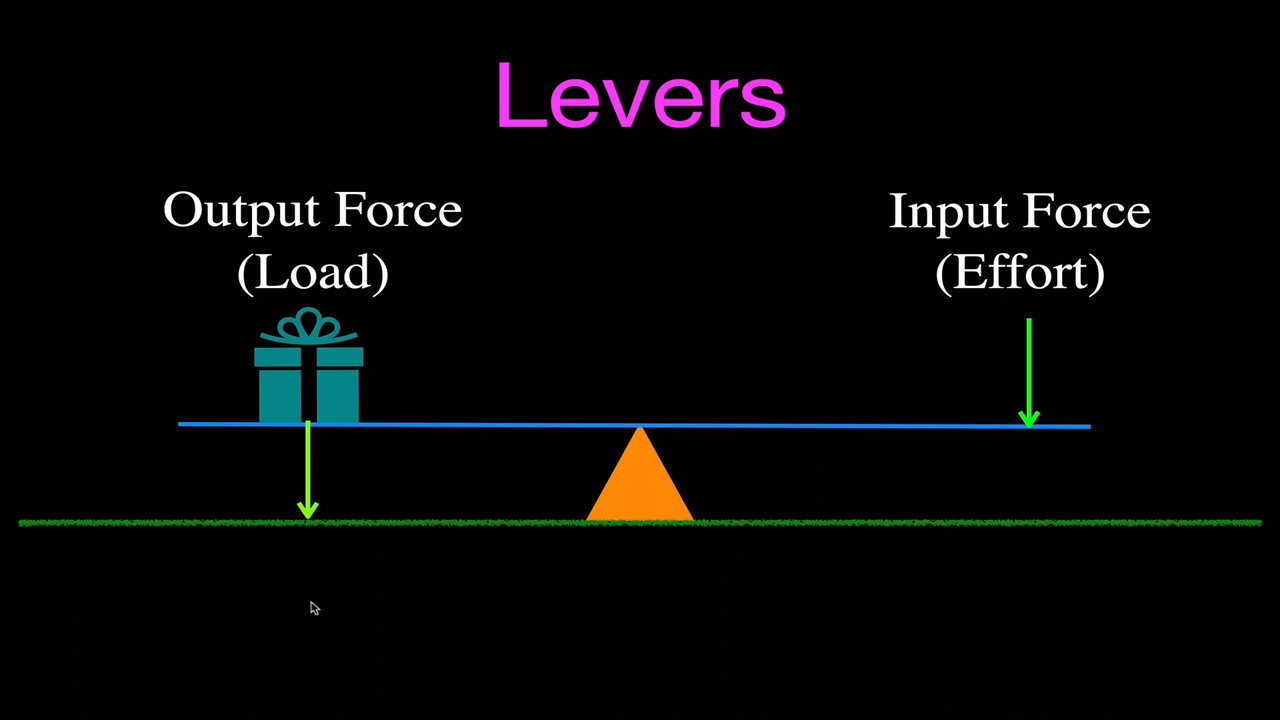 Levers
Output Force
(Load)
Input Force
(Effort)